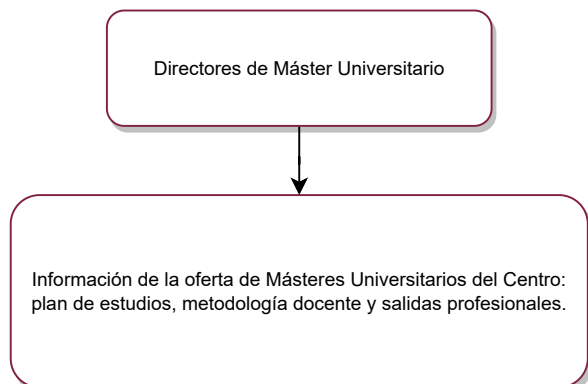 Directores de Máster Universitario
Información de la oferta de Másteres Universitarios del Centro:
plan de estudios, metodología docente y salidas profesionales.